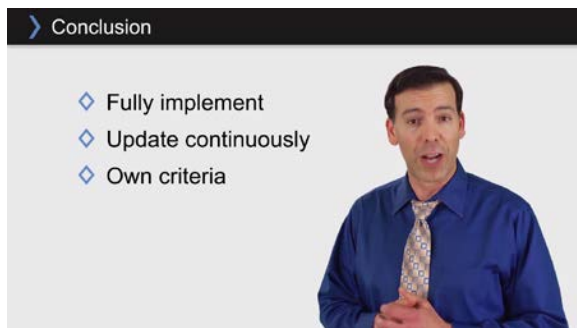 Conclusion
Fully implement
Update continuously
Own criteria